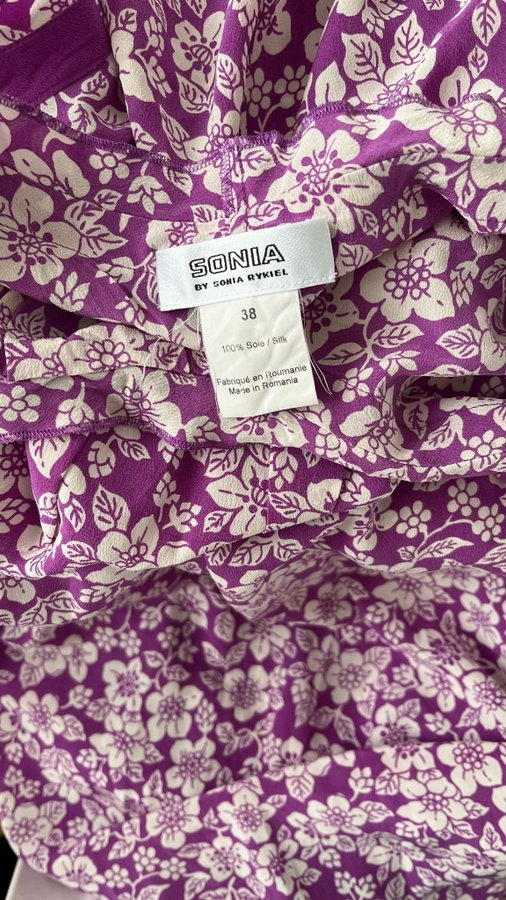 SONIA
BY SONIA RYKIEL
38
100% Soie / Silk
Fabriqué en Roumanie
Made in Romania